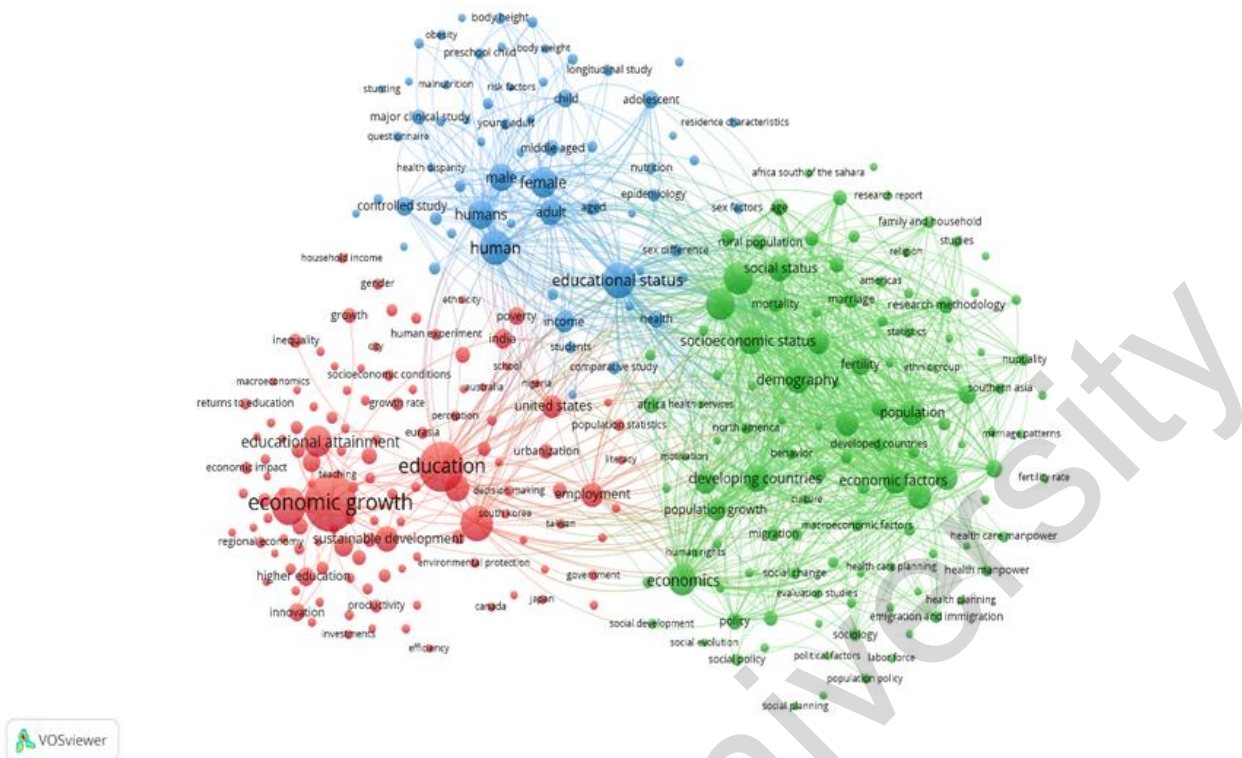 body height
obesity
preschool child
body weight
longitudinal study
stunting
malnutrition
risk factors
child
adolescent
major clinical study
young adult
residence characteristics
questionnaire
middle aged
health disparity
nutrition
africa south of the sahara
male
female
epidemiology
research report
controlled study
humans
adult
aged
sex factors
age
family and household
human
sex difference
rural population
religion
studies
household income
educational status
social status
americas
gender
ethnicity
mortality
marriage
research methodology
growth
poverty
income
health
statistics
inequality
city
human experiment
india
students
socioeconomic status
school
comparative study
fertility
ethnic group
nuptiality
macroeconomics
socioeconomic conditions
australia
nigeria
demography
southern asia
returns to education
growth rate
perception
united states
africa
health services
population
eurasia
population statistics
north america
educational attainment
urbanization
developed countries
marriage patterns
economic impact
teaching
education
literacy
motivation
behavior
economic growth
decision making
employment
developing countries
economic factors
fertility rate
culture
south korea
taiwan
population growth
macroeconomic factors
regional economy
sustainable development
migration
health care manpower
human rights
environmental protection
higher education
government
economics
social change
health care planning
health manpower
evaluation studies
innovation
productivity
canada
japan
health planning
social development
policy
emigration and immigration
investments
sociology
efficiency
social evolution
social policy
political factors
labor force
population policy
social planning
VOSviewer
iversity